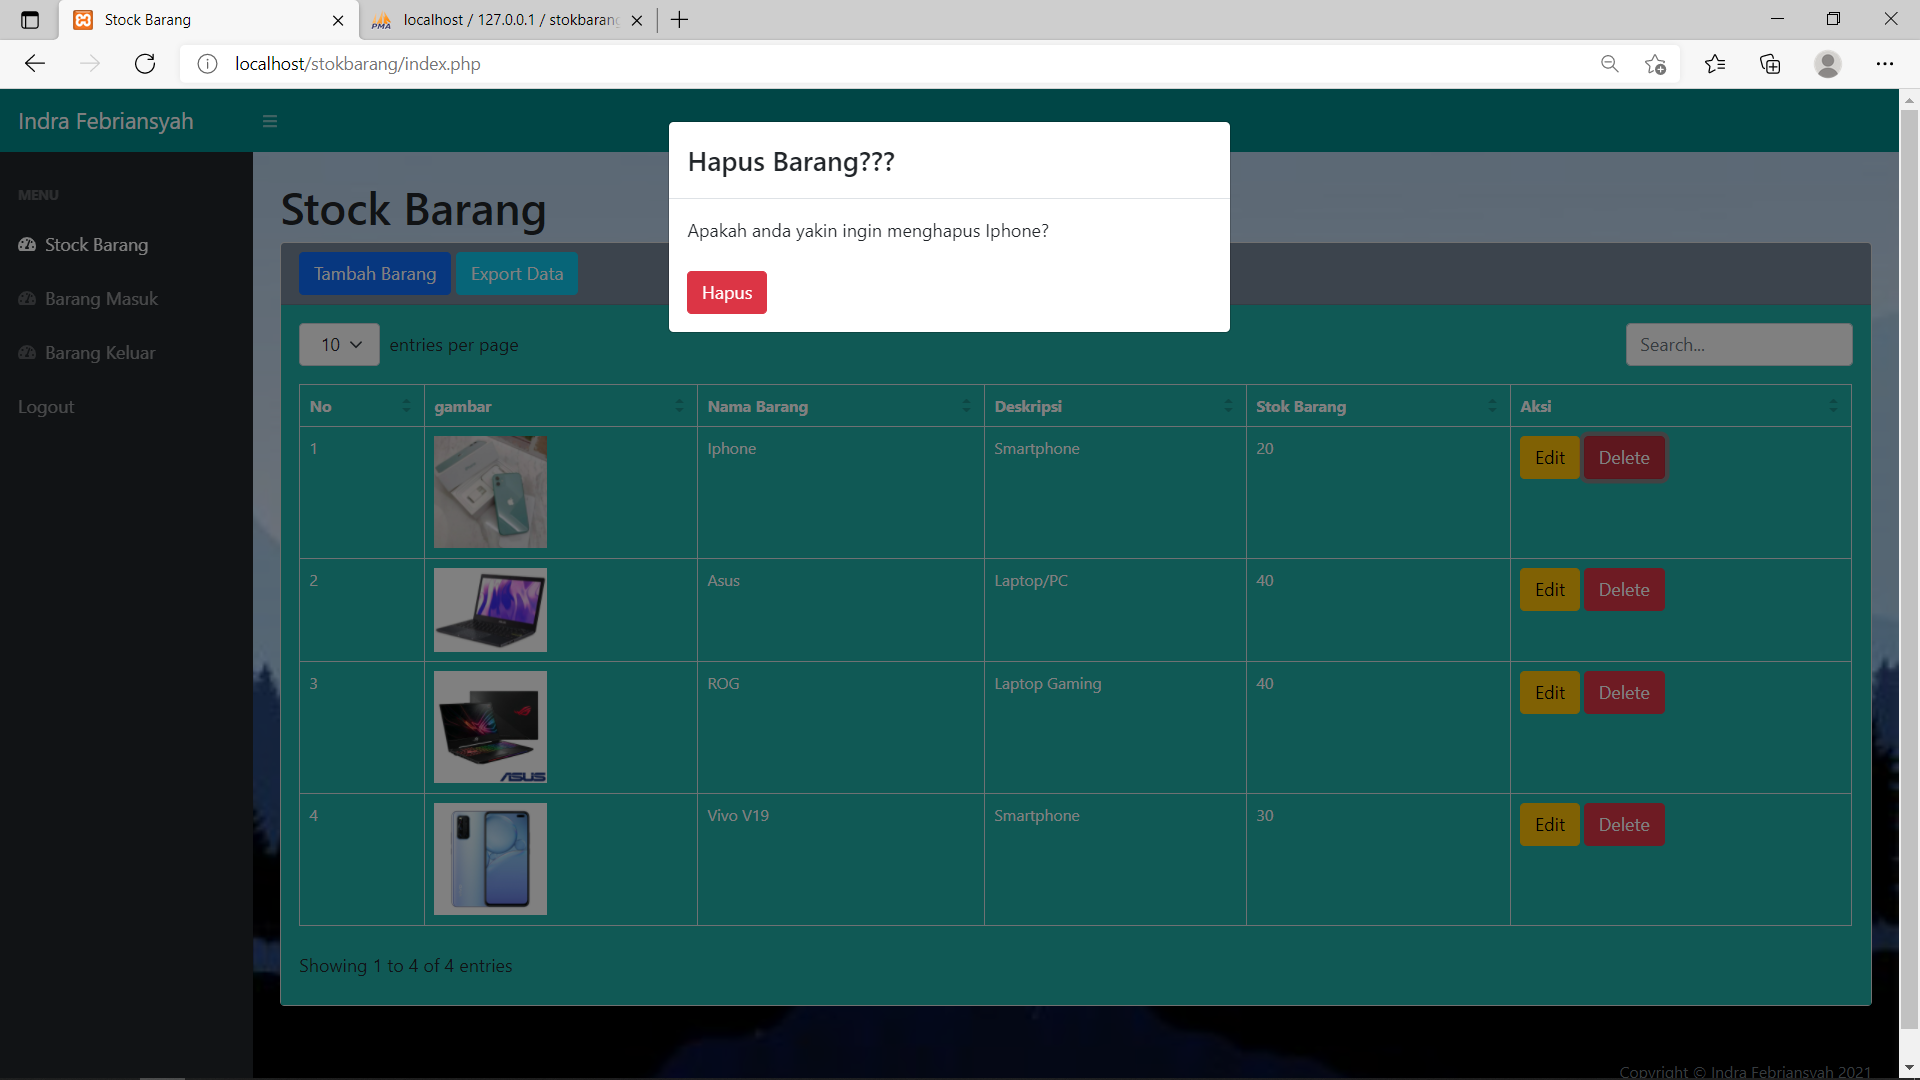 Stock Barang
localhost / 127.0.0.1 / stokbarang
localhost/stokbarang/index.php
Indra Febriansyah
MENU
Stock Barang
Barang Masuk
Barang Keluar
Logout
Hapus Barang???
Apakah anda yakin ingin menghapus Iphone?
Hapus
Stock Barang
Tambah Barang Export Data
10 entries per page Search...
No gambar Nama Barang Deskripsi Stok Barang Aksi
1 Iphone Smartphone 20 Edit Delete
2 Asus Laptop/PC 40 Edit Delete
3 ROG Laptop Gaming 40 Edit Delete
ASUS
4 Vivo V19 Smartphone 30 Edit Delete
Showing 1 to 4 of 4 entries
Copyright © Indra Febriansyah 2021